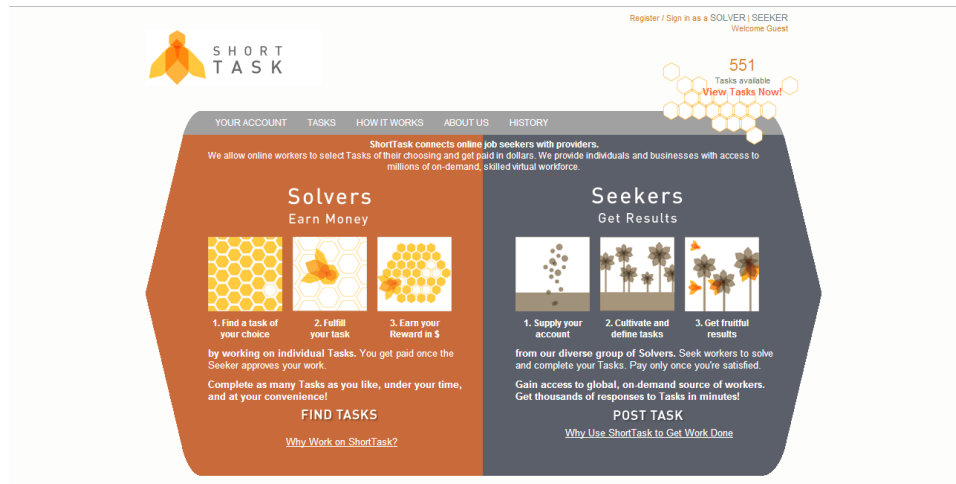 Register / Sign in as a SOLVER | SEEKER
Welcome Guest
SHORT
TASK
551
Tasks available
View Tasks Now!
YOUR ACCOUNT TASKS HOW IT WORKS ABOUT US HISTORY
ShortTask connects online job seekers with providers.
We allow online workers to select Tasks of their choosing and get paid in dollars. We provide individuals and businesses with access to
millions of on-demand, skilled virtual workforce.
Solvers
Earn Money
1. Find a task of
your choice
2. Fulfill
your task
3. Earn your
Reward in $
by working on individual Tasks. You get paid once the
Seeker approves your work.
Complete as many Tasks as you like, under your time,
and at your convenience!
FIND TASKS
Why Work on ShortTask?
Seekers
Get Results
1. Supply your
account
2. Cultivate and
define tasks
3. Get fruitful
results
from our diverse group of Solvers. Seek workers to solve
and complete your Tasks. Pay only once you're satisfied.
Gain access to global, on-demand source of workers.
Get thousands of responses to Tasks in minutes!
POST TASK
Why Use ShortTask to Get Work Done